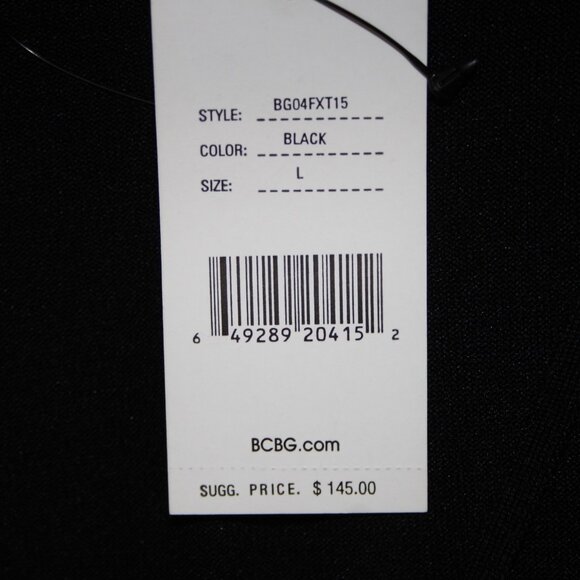 STYLE: BG04FXT15
COLOR: BLACK
SIZE: L
6 49289 20415 2
BCBG.com
SUGG. PRICE. $ 145.00